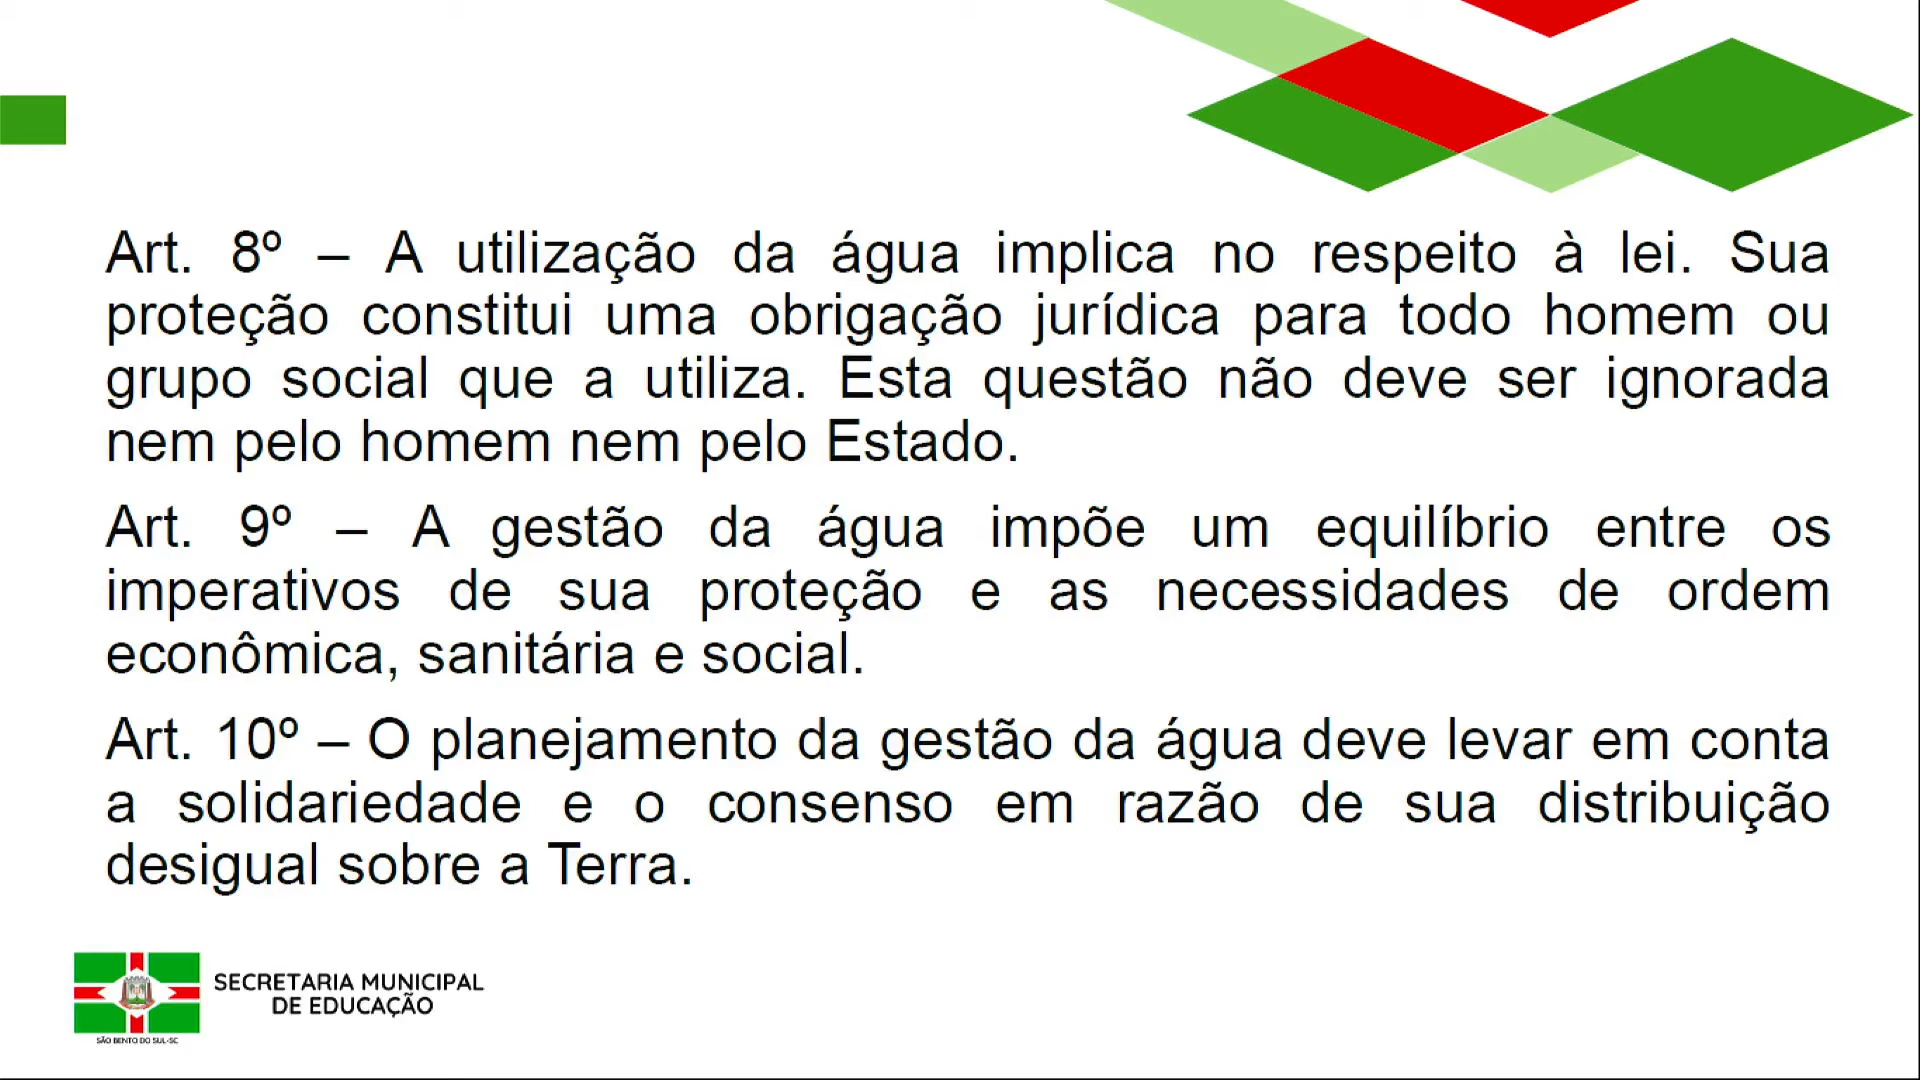 Art. 8º – A utilização da água implica no respeito à lei. Sua
proteção constitui uma obrigação jurídica para todo homem ou
grupo social que a utiliza. Esta questão não deve ser ignorada
nem pelo homem nem pelo Estado.
Art. 9º – A gestão da água impõe um equilíbrio entre os
imperativos de sua proteção e as necessidades de ordem
econômica, sanitária e social.
Art. 10º – O planejamento da gestão da água deve levar em conta
a solidariedade e o consenso em razão de sua distribuição
desigual sobre a Terra.
SECRETARIA MUNICIPAL
DE EDUCAÇÃO
SÃO BENTO DO SUL-SC